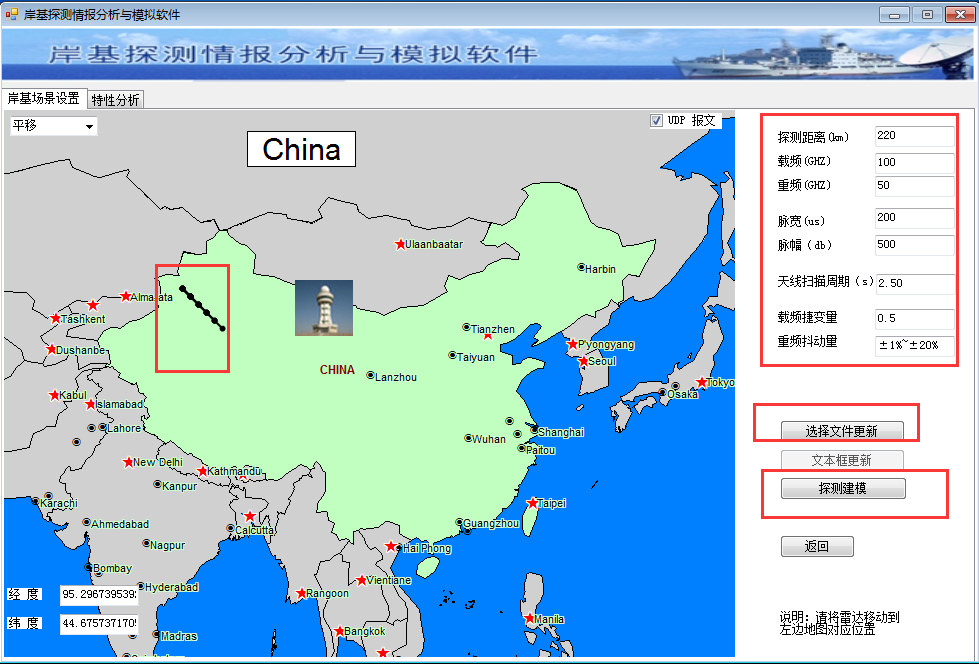 岸基探测情报分析与模拟软件
岸基探测情报分析与模拟软件
岸基场景设置 特性分析
平移
UDP 报文
China
探测距离(km) 220
载频(GHZ) 100
重频(GHZ) 50
脉宽(us) 200
脉幅(db) 500
天线扫描周期(s) 2.50
载频捷变量 0.5
重频抖动量 ±1%~±20%
选择文件更新
文本框更新
探测建模
返回
说明：请将雷达移动到
左边地图对应位置
Ulaanbaatar
Harbin
Almaata
Tashkent
Tianzhen
P'yongyang
Dushanbe
Taiyuan
Seoul
CHINA
Lanzhou
Tokyo
Osaka
Kabul
Islamabad
Lahore
Wuhan
Shanghai
Paitou
New Delhi
Kathmandu
Kanpur
Karachi
Taipei
Ahmedabad
Calcutta
Guangzhou
Nagpur
Hai Phong
Bombay
Vientiane
Hyderabad
Rangoon
Manila
Bangkok
Madras
经 度 95.296739539
纬 度 44.675737170